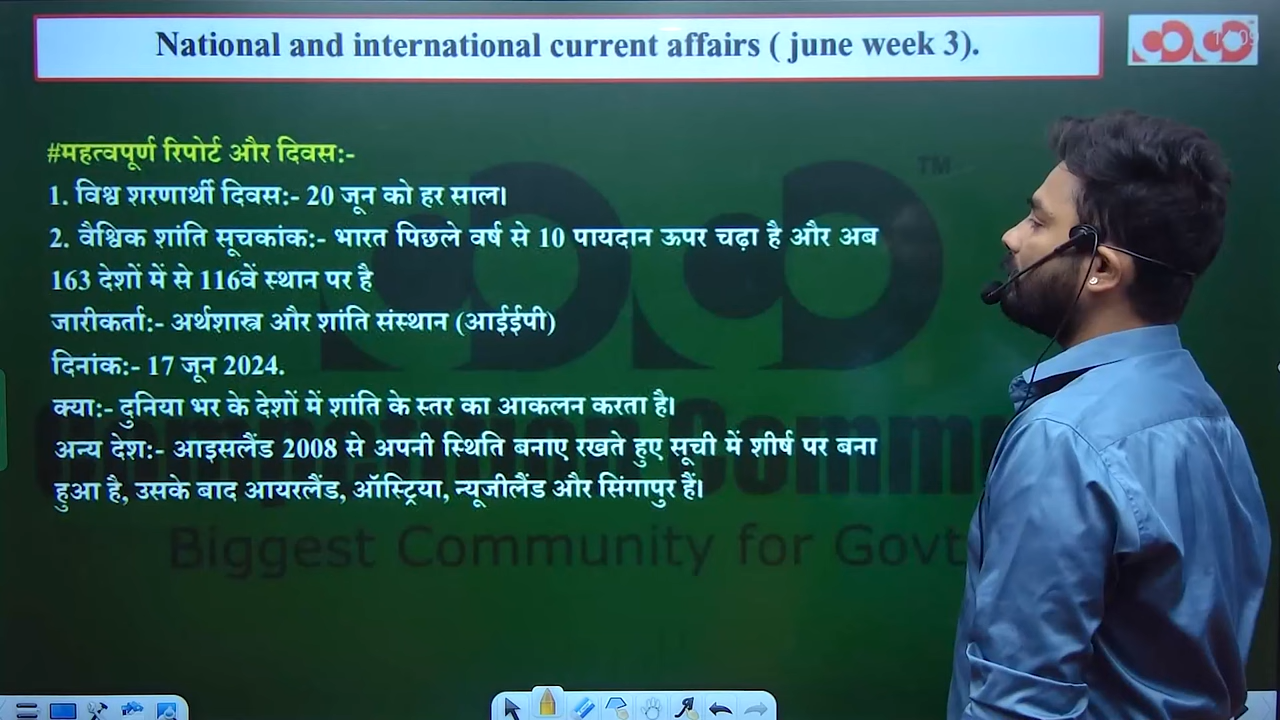 National and international current affairs ( june week 3).
#महत्वपूर्ण रिपोर्ट और दिवस:-
1. विश्व शरणार्थी दिवस:- 20 जून को हर साल।
2. वैश्विक शांति सूचकांक:- भारत पिछले वर्ष से 10 पायदान ऊपर चढ़ा है और अब
163 देशों में से 116वें स्थान पर है
जारीकर्ता:- अर्थशास्त्र और शांति संस्थान (आईईपी)
दिनांक:- 17 जून 2024.
क्या:- दुनिया भर के देशों में शांति के स्तर का आकलन करता है।
अन्य देश:- आइसलैंड 2008 से अपनी स्थिति बनाए रखते हुए सूची में शीर्ष पर बना
हुआ है, उसके बाद आयरलैंड, ऑस्ट्रिया, न्यूजीलैंड और सिंगापुर हैं।
TM
Biggest Community for Govt